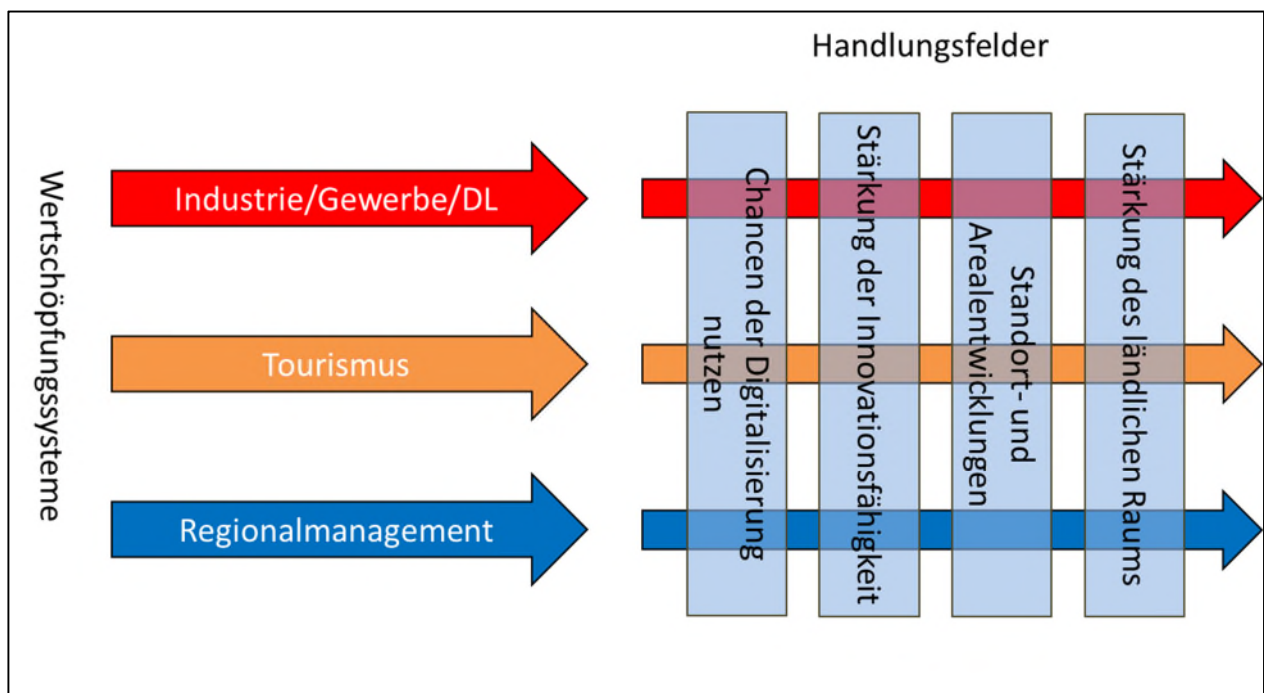 Handlungsfelder
Wertschöpfungssysteme
Industrie/Gewerbe/DL
Tourismus
Regionalmanagement
Chancen der Digitalisierung
nutzen
Stärkung der Innovationsfähigkeit
Standort- und
Arealentwicklungen
Stärkung des ländlichen Raums